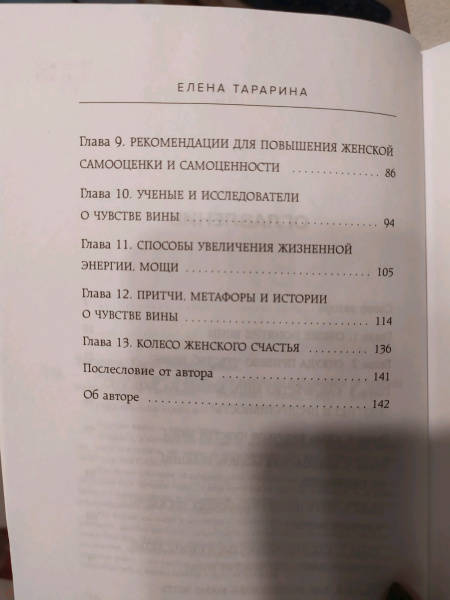 ЕЛЕНА ТАРАРИНА
Глава 9. РЕКОМЕНДАЦИИ ДЛЯ ПОВЫШЕНИЯ ЖЕНСКОЙ
САМООЦЕНКИ И САМОЦЕННОСТИ .................. 86
Глава 10. УЧЕНЫЕ И ИССЛЕДОВАТЕЛИ
О ЧУВСТВЕ ВИНЫ .................. 94
Глава 11. СПОСОБЫ УВЕЛИЧЕНИЯ ЖИЗНЕННОЙ
ЭНЕРГИИ, МОЩИ .................. 105
Глава 12. ПРИТЧИ, МЕТАФОРЫ И ИСТОРИИ
О ЧУВСТВЕ ВИНЫ .................. 114
Глава 13. КОЛЕСО ЖЕНСКОГО СЧАСТЬЯ .................. 136
Послесловие от автора .................. 141
Об авторе .................. 142